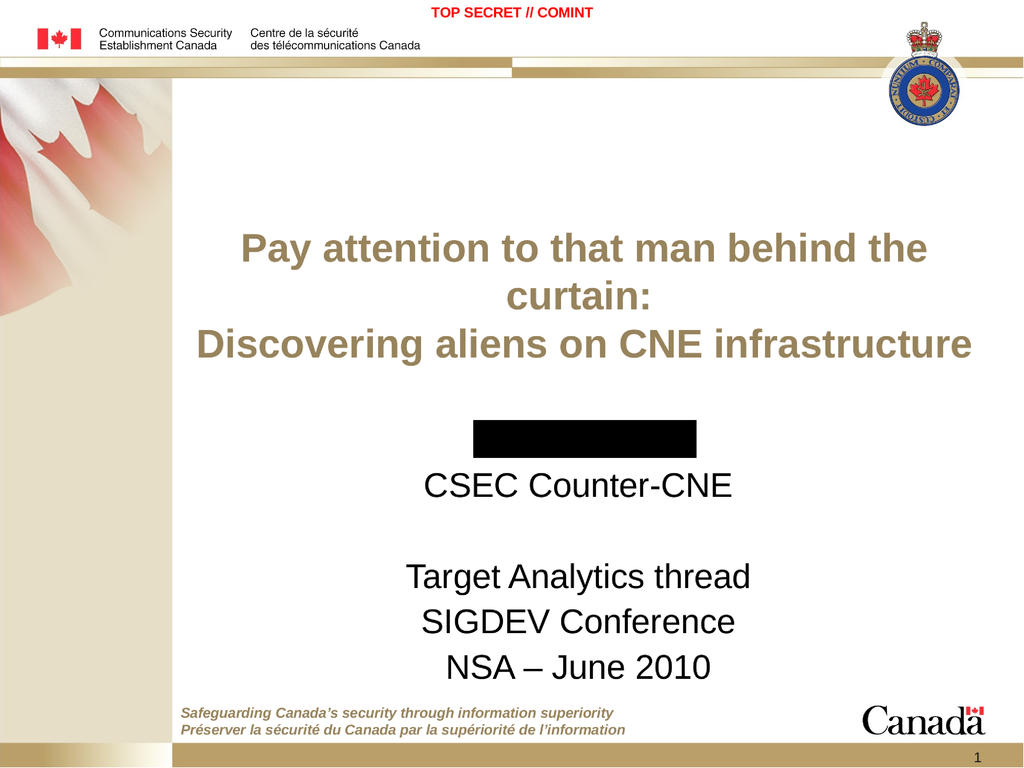 TOP SECRET // COMINT
Communications Security
Establishment Canada
Centre de la sécurité
des télécommunications Canada
NUNTIUM COMPARAT ET CUSTODIT
Pay attention to that man behind the
curtain:
Discovering aliens on CNE infrastructure
CSEC Counter-CNE
Target Analytics thread
SIGDEV Conference
NSA – June 2010
Safeguarding Canada’s security through information superiority
Préserver la sécurité du Canada par la supériorité de l’information
Canada
1